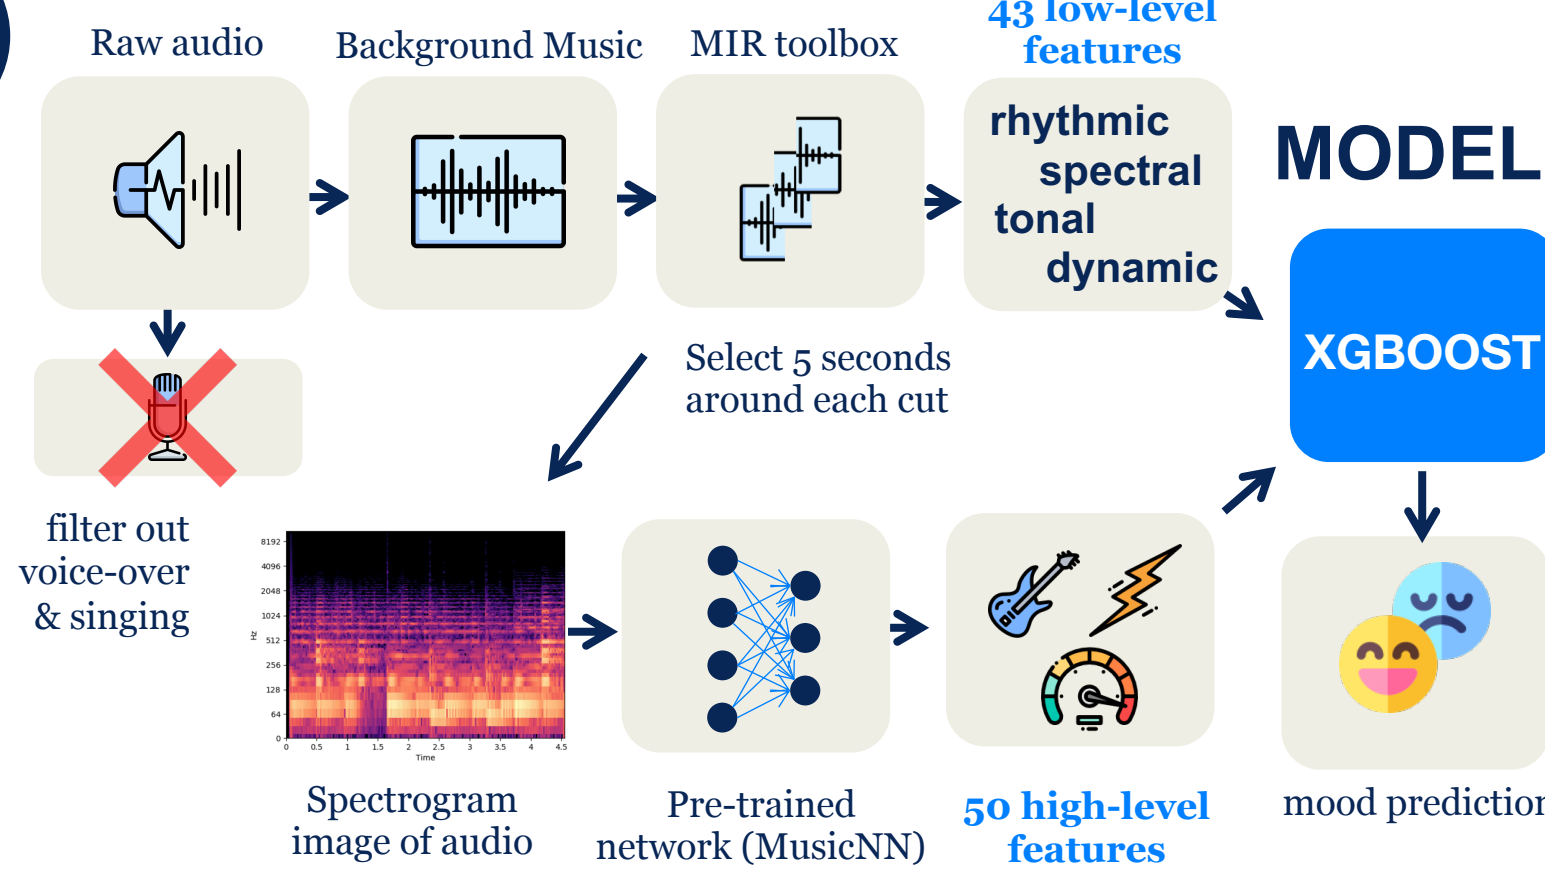 Raw audio
Background Music
MIR toolbox
43 low-level
features
rhythmic
spectral
tonal
dynamic
MODEL
XGBOOST
Select 5 seconds
around each cut
filter out
voice-over
& singing
8192
4096
2048
1024
512
256
128
64
0
Hz
0 0.5 1 1.5 2 2.5 3 3.5 4 4.5
Time
Spectrogram
image of audio
Pre-trained
network (MusicNN)
50 high-level
features
mood prediction